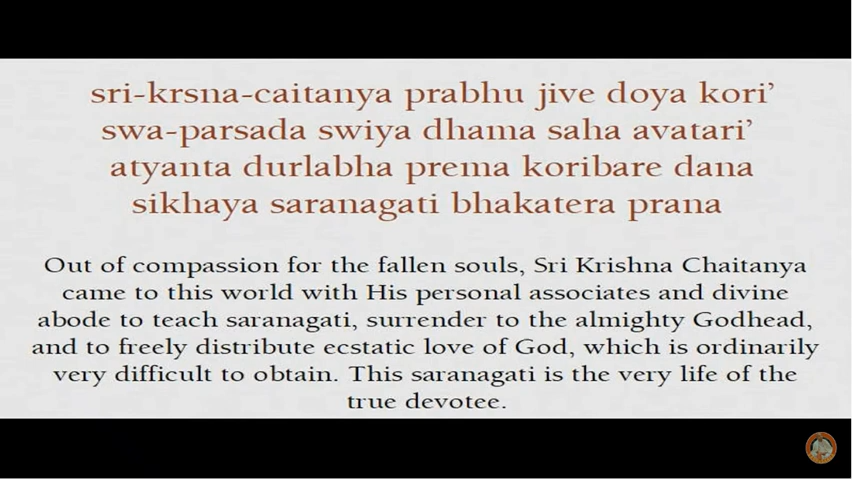 sri-krsna-caitanya prabhu jive doya kori’
swa-parsada swiya dhama saha avatari’
atyanta durlabha prema koribare dana
sikhaya saranagati bhakatera prana
Out of compassion for the fallen souls, Sri Krishna Chaitanya
came to this world with His personal associates and divine
abode to teach saranagati, surrender to the almighty Godhead,
and to freely distribute ecstatic love of God, which is ordinarily
very difficult to obtain. This saranagati is the very life of the
true devotee.